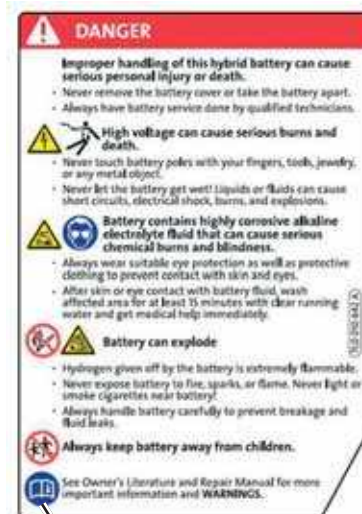 DANGER
Improper handling of this hybrid battery can cause
serious personal injury or death.
· Never remove the battery cover or take the battery apart.
· Always have battery service done by qualified technicians.
High voltage can cause serious burns and
death.
· Never touch battery poles with your fingers, tools, jewelry,
or any metal object.
· Never let the battery get wet! Liquids or fluids can cause
short circuits, electrical shock, burns, and explosions.
Battery contains highly corrosive alkaline
electrolyte fluid that can cause serious
chemical burns and blindness.
· Always wear suitable eye protection as well as protective
clothing to prevent contact with skin and eyes.
· After skin or eye contact with battery fluid, wash
affected area for at least 15 minutes with clear running
water and get medical help immediately.
Battery can explode
· Hydrogen given off by the battery is extremely flammable.
· Never expose battery to fire, sparks, or flame. Never light or
smoke cigarettes near battery!
· Always handle battery carefully to prevent breakage and
fluid leaks.
Always keep battery away from children.
See Owner's Literature and Repair Manual for more
important information and WARNINGS.